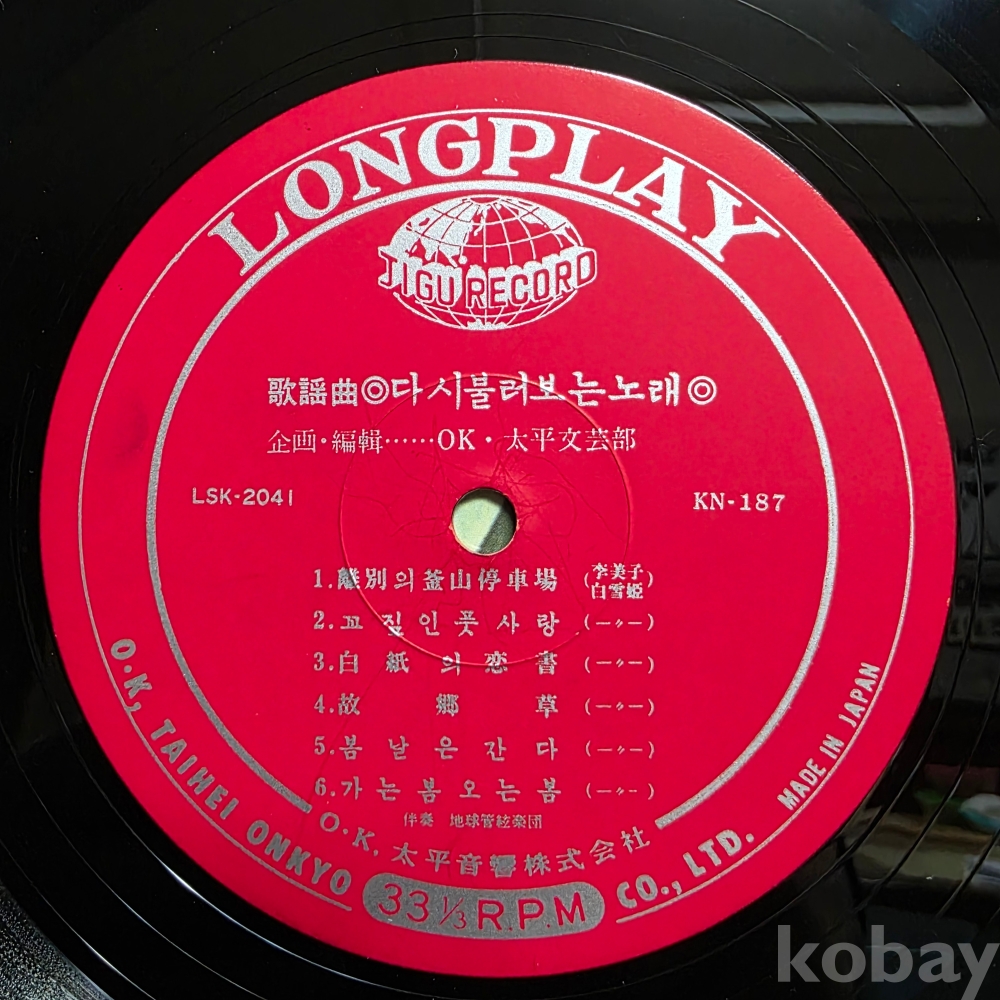 LONGPLAY
JIGU RECORD
歌謡曲◎다시불러보는노래◎
企画・編輯……OK・太平文芸部
LSK-2041
KN-187
1.離別의釜山停車場 (李美子 白雪姫)
2.꼬집인풋사랑 (—〃—)
3.白紙의恋書 (—〃—)
4.故郷草 (—〃—)
5.봄날은간다 (—〃—)
6.가는봄오는봄 (—〃—)
伴奏 地球管絃楽団
O.K.太平音響株式会社
O.K, TAIHEI ONKYO CO., LTD.
MADE IN JAPAN
33 1/3 R.P.M
kobay